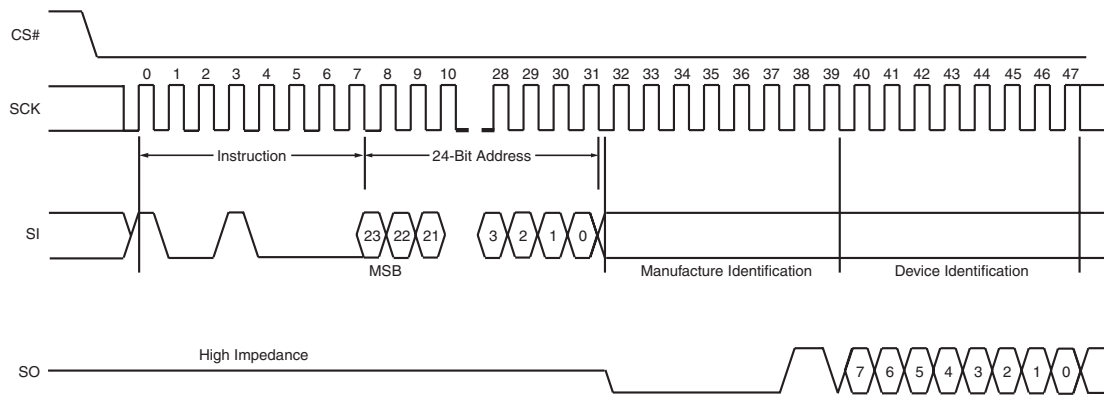 CS#
0 1 2 3 4 5 6 7 8 9 10 28 29 30 31 32 33 34 35 36 37 38 39 40 41 42 43 44 45 46 47
SCK
Instruction 24-Bit Address
SI 23 22 21 3 2 1 0
MSB Manufacture Identification Device Identification
High Impedance
SO 7 6 5 4 3 2 1 0